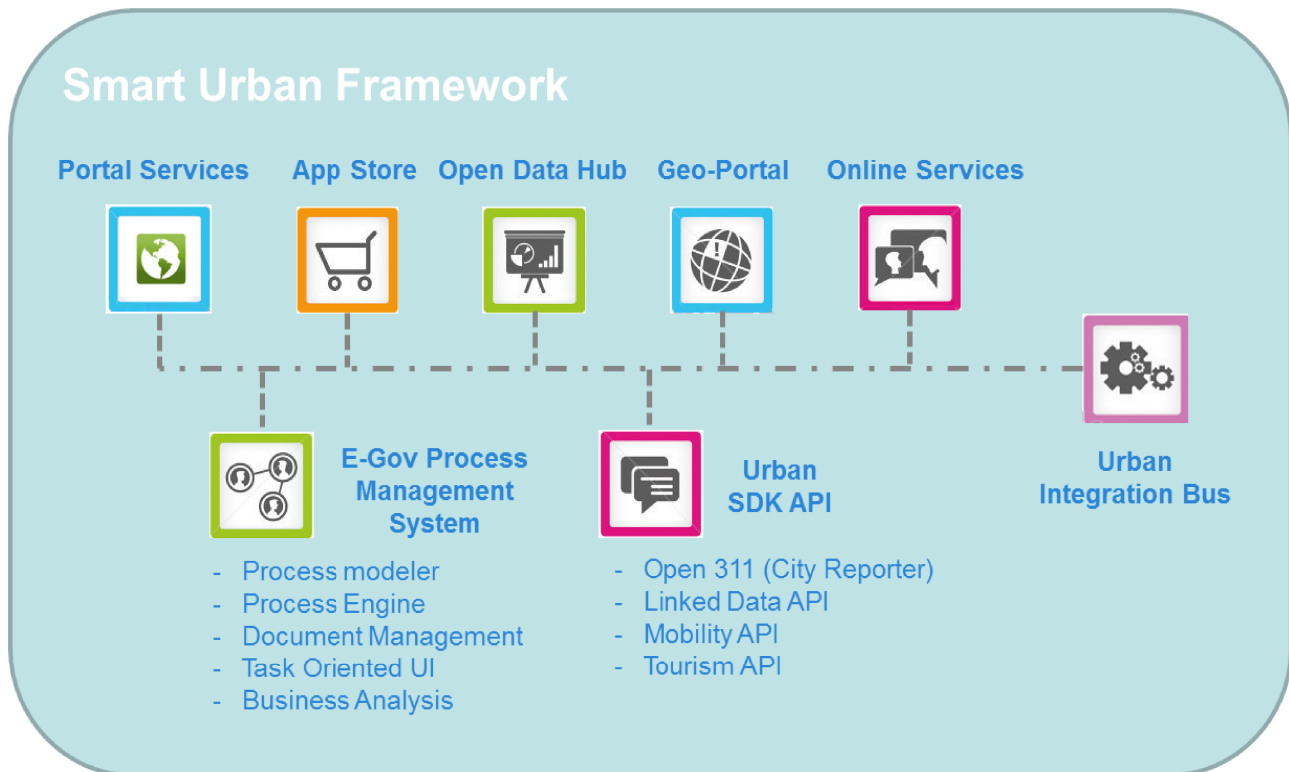 Smart Urban Framework
Portal Services
App Store
Open Data Hub
Geo-Portal
Online Services
E-Gov Process
Management
System
- Process modeler
- Process Engine
- Document Management
- Task Oriented UI
- Business Analysis
Urban
SDK API
- Open 311 (City Reporter)
- Linked Data API
- Mobility API
- Tourism API
Urban
Integration Bus